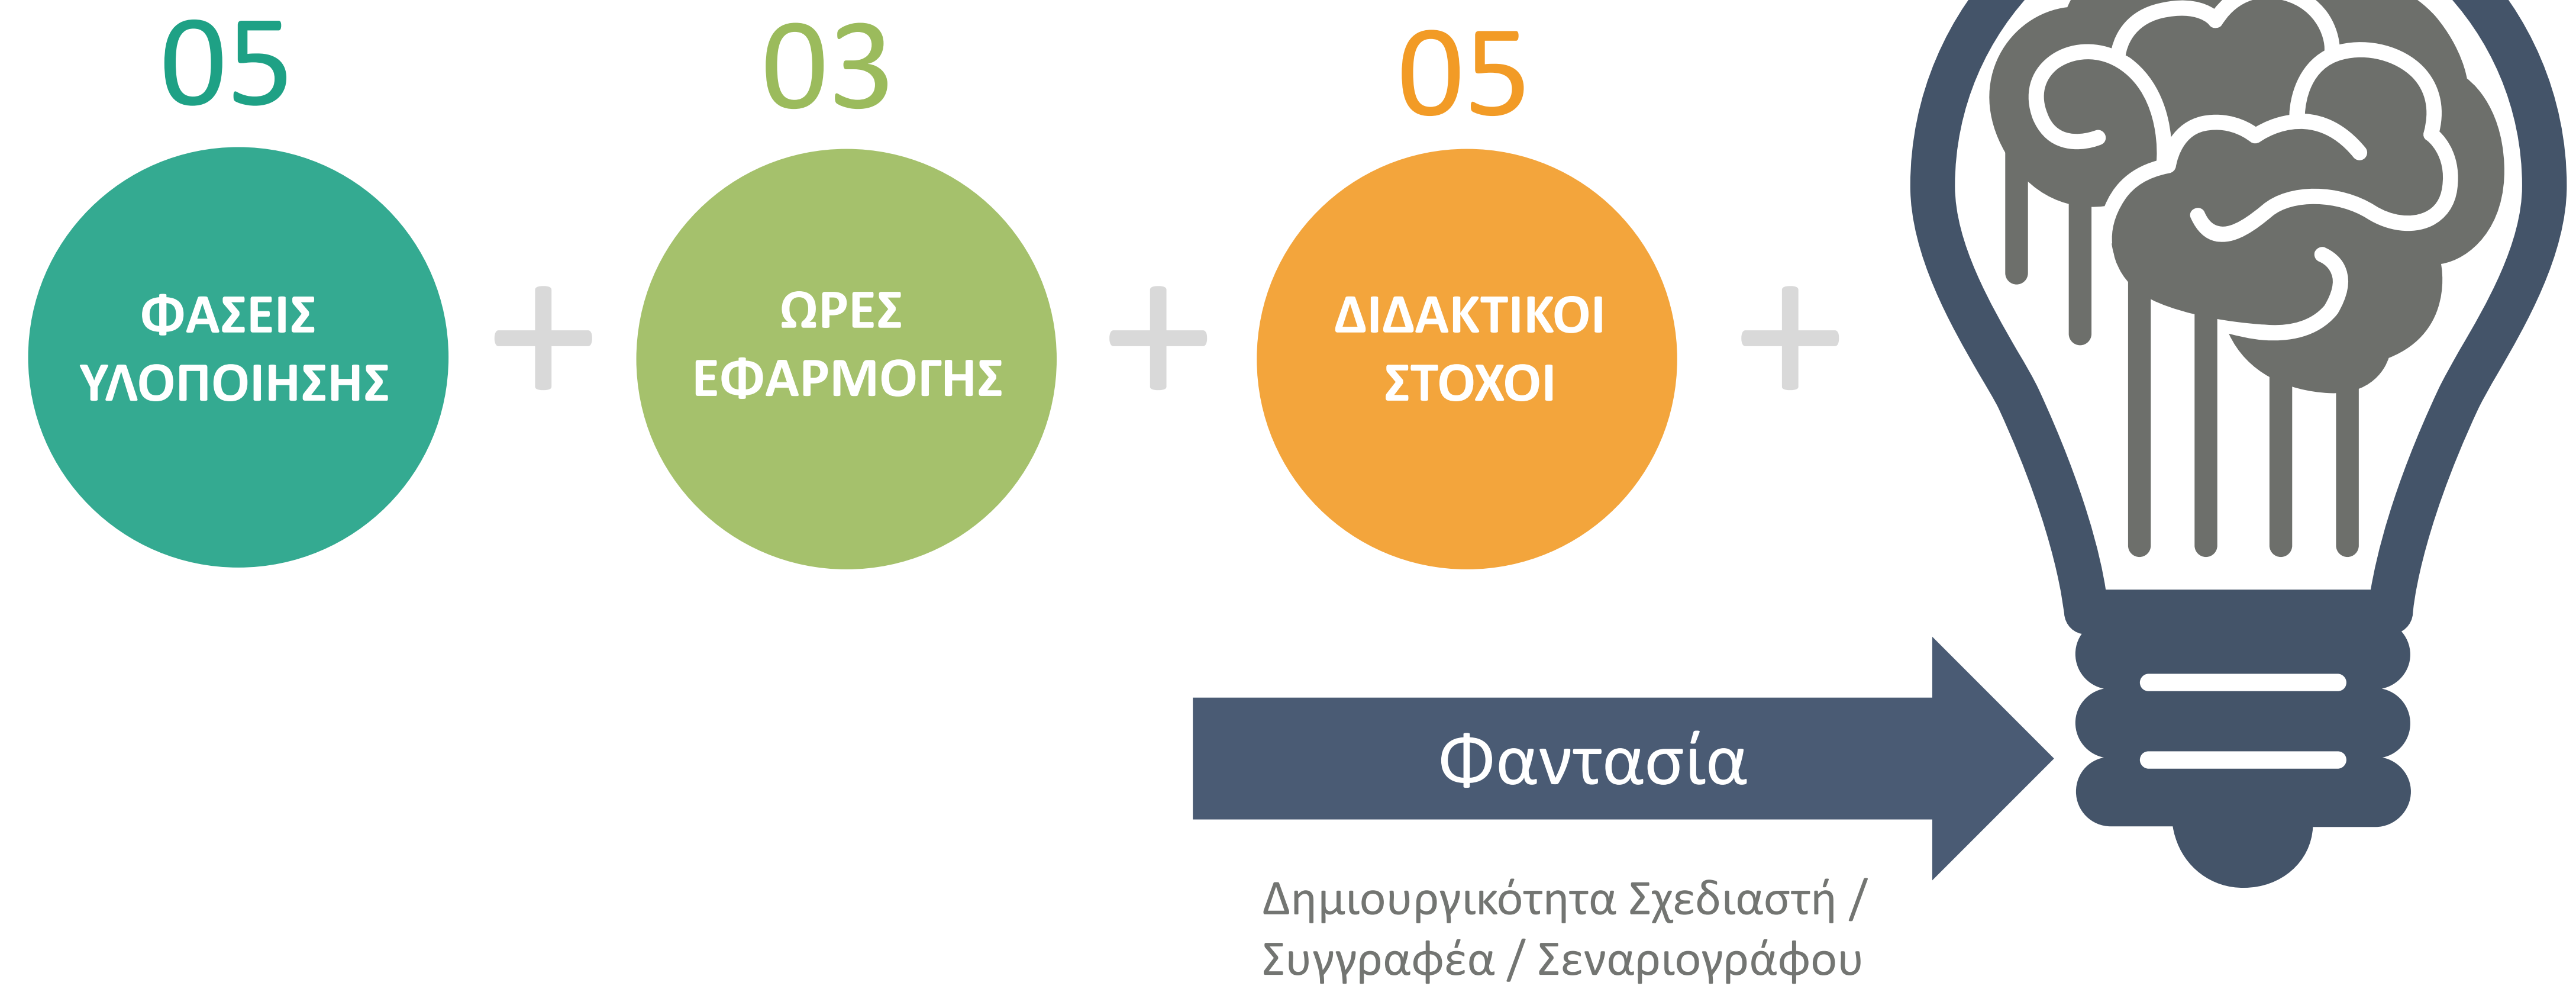 05
03
05
ΦΑΣΕΙΣ
ΥΛΟΠΟΙΗΣΗΣ
ΩΡΕΣ
ΕΦΑΡΜΟΓΗΣ
ΔΙΔΑΚΤΙΚΟΙ
ΣΤΟΧΟΙ
Φαντασία
Δημιουργικότητα Σχεδιαστή /
Συγγραφέα / Σεναριογράφου